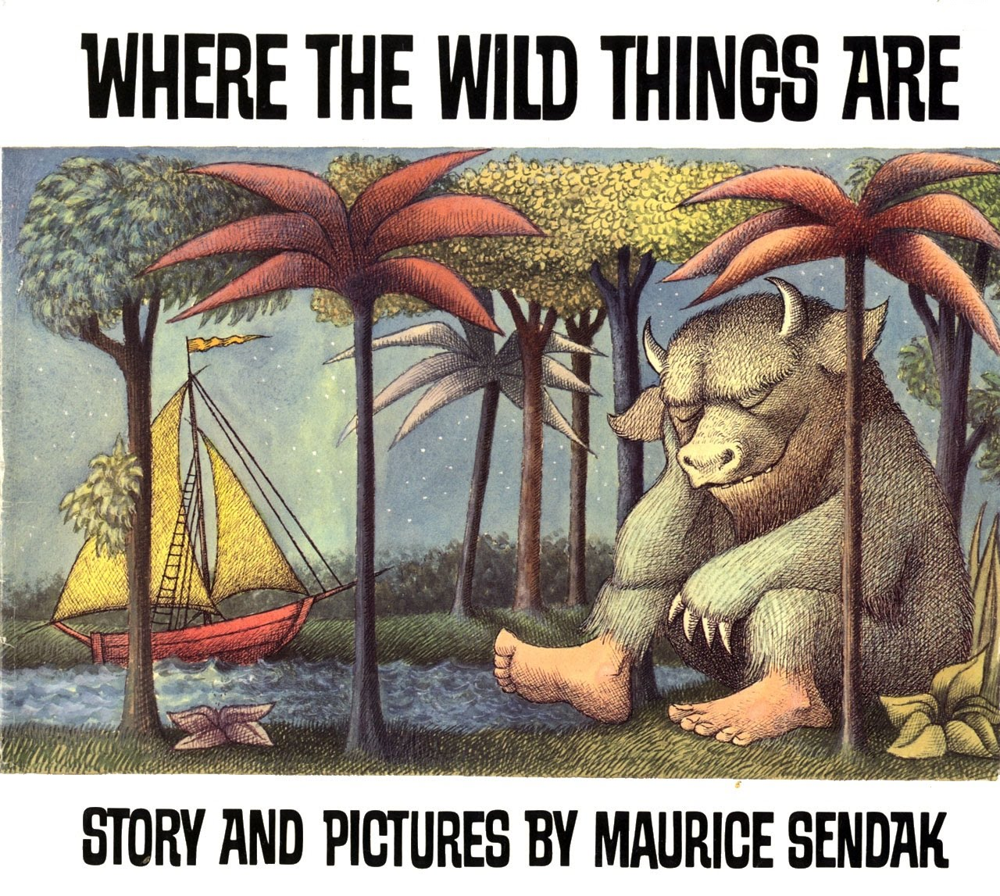 WHERE THE WILD THINGS ARE
STORY AND PICTURES BY MAURICE SENDAK